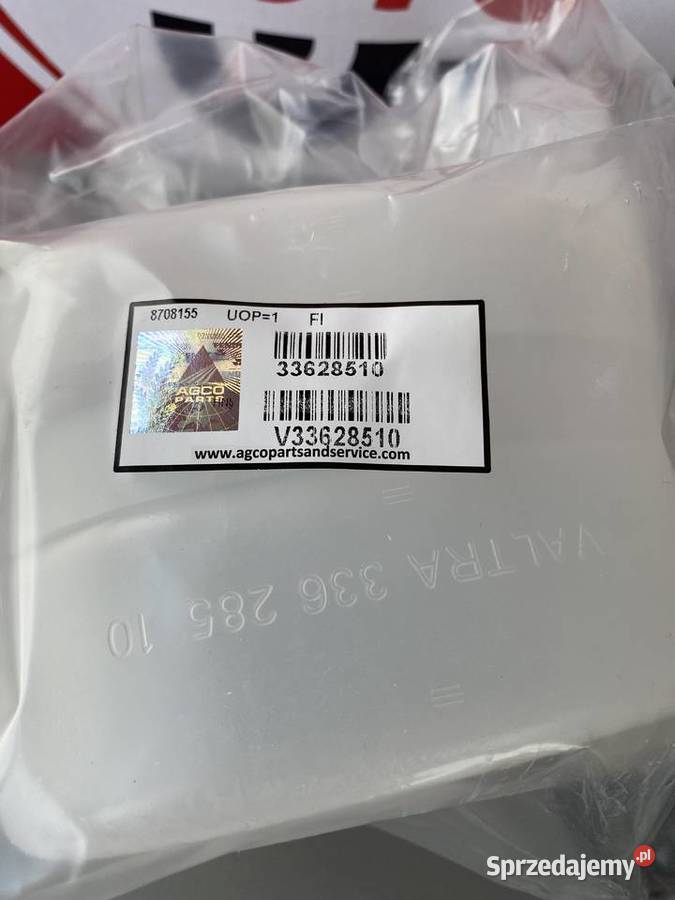 8708155 UOP=1 FI
AGCO
PARTS
33628510
V33628510
www.agcopartsandservice.com
VALTRA 336 285 10
Sprzedajemy.pl